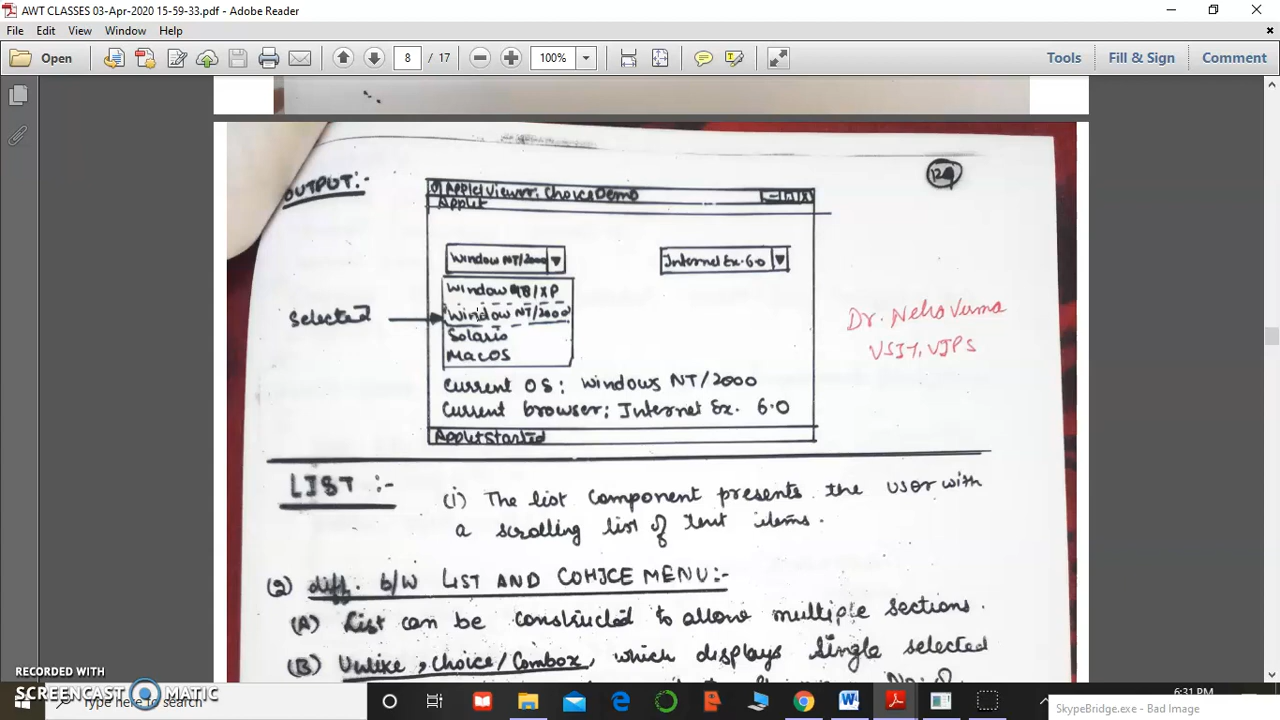 AWT CLASSES 03-Apr-2020 15-59-33.pdf - Adobe Reader
File Edit View Window Help
Open 8 / 17 100% Tools Fill & Sign Comment
OUTPUT:-
129
Applet Viewer: ChoiceDemo
Applet
Window NT/2000 Internet Ex. 6.0
Window 98/XP
Selected Window NT/2000
Solaris
MacOS
Dr. Neha Verma
VSIT, VIPS
Current OS: Windows NT/2000
Current browser: Internet Ex. 6.0
Applet Started
LIST :- (i) The list component presents the user with
a scrolling list of text items.
(2) diff. b/w LIST AND COHICE MENU:-
(A) List can be constructed to allow multiple sections.
(B) Unlike, Choice/Combox, which displays Single selected
RECORDED WITH
SCREENCAST MATIC
Type here to search
6:31 PM
SkypeBridge.exe - Bad Image